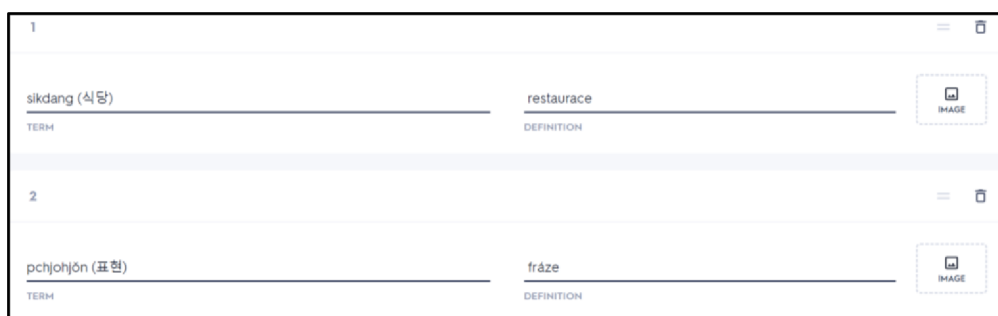 1
sikdang (식당) restaurace
TERM DEFINITION
IMAGE
2
pchjohjŏn (표현) fráze
TERM DEFINITION
IMAGE